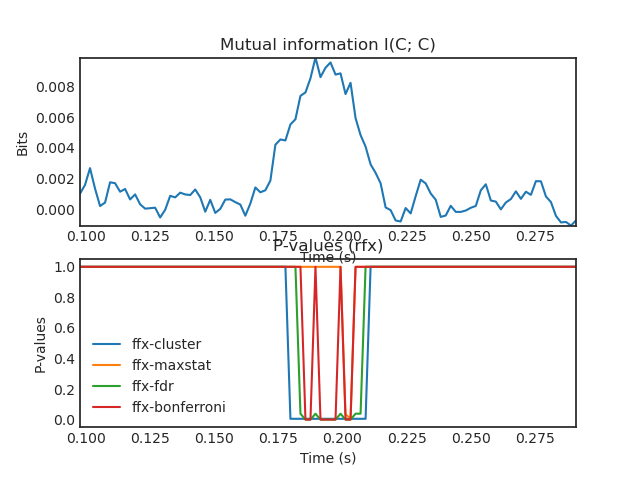 Mutual information I(C; C)
Bits
0.008
0.006
0.004
0.002
0.000
0.100 0.125 0.150 0.175 0.200 0.225 0.250 0.275
Time (s)
P-values (rfx)
P-values
1.0
0.8
0.6
0.4
0.2
0.0
ffx-cluster
ffx-maxstat
ffx-fdr
ffx-bonferroni
0.100 0.125 0.150 0.175 0.200 0.225 0.250 0.275
Time (s)